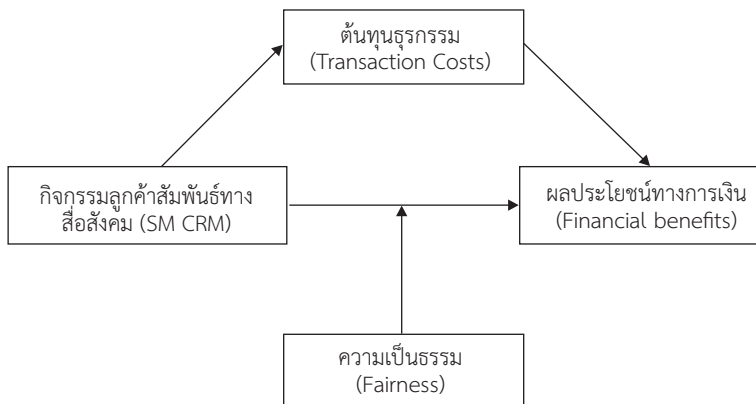 ต้นทุนธุรกรรม
(Transaction Costs)
กิจกรรมลูกค้าสัมพันธ์ทาง
สื่อสังคม (SM CRM)
ผลประโยชน์ทางการเงิน
(Financial benefits)
ความเป็นธรรม
(Fairness)